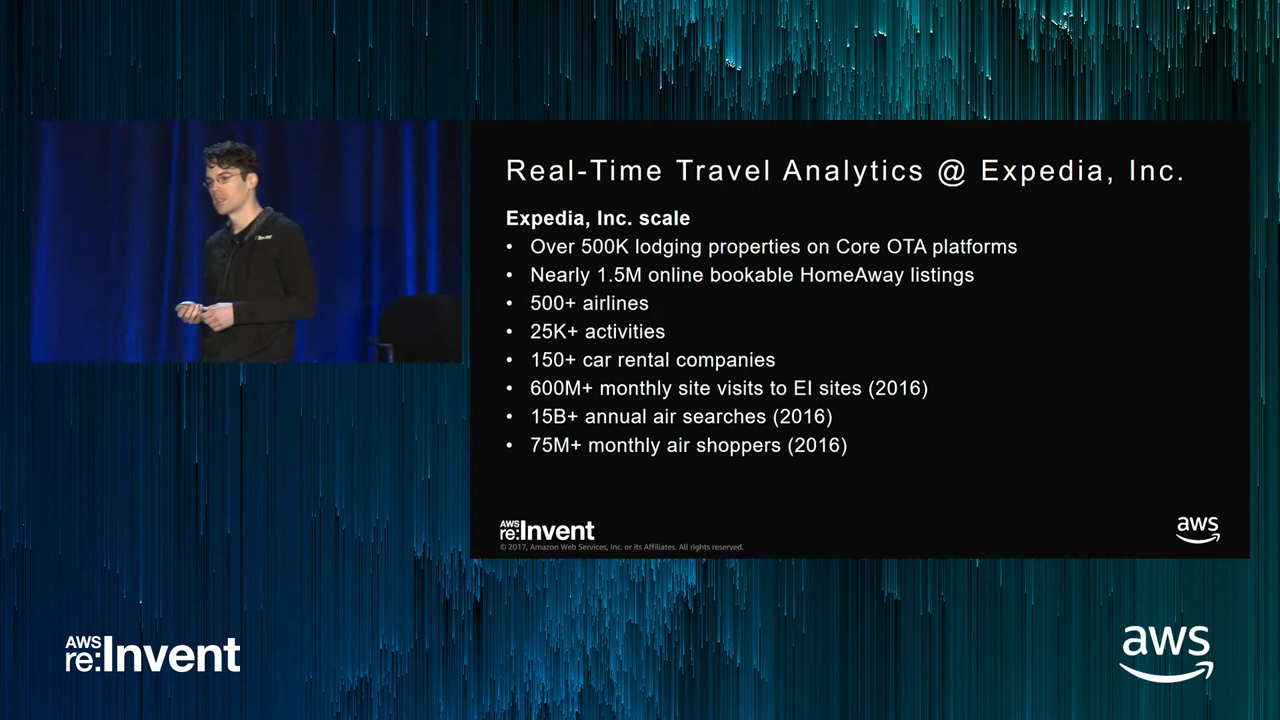 Real-Time Travel Analytics @ Expedia, Inc.
Expedia, Inc. scale
• Over 500K lodging properties on Core OTA platforms
• Nearly 1.5M online bookable HomeAway listings
• 500+ airlines
• 25K+ activities
• 150+ car rental companies
• 600M+ monthly site visits to EI sites (2016)
• 15B+ annual air searches (2016)
• 75M+ monthly air shoppers (2016)
AWS
re:Invent
© 2017, Amazon Web Services, Inc. or its Affiliates. All rights reserved.
aws
AWS
re:Invent
aws